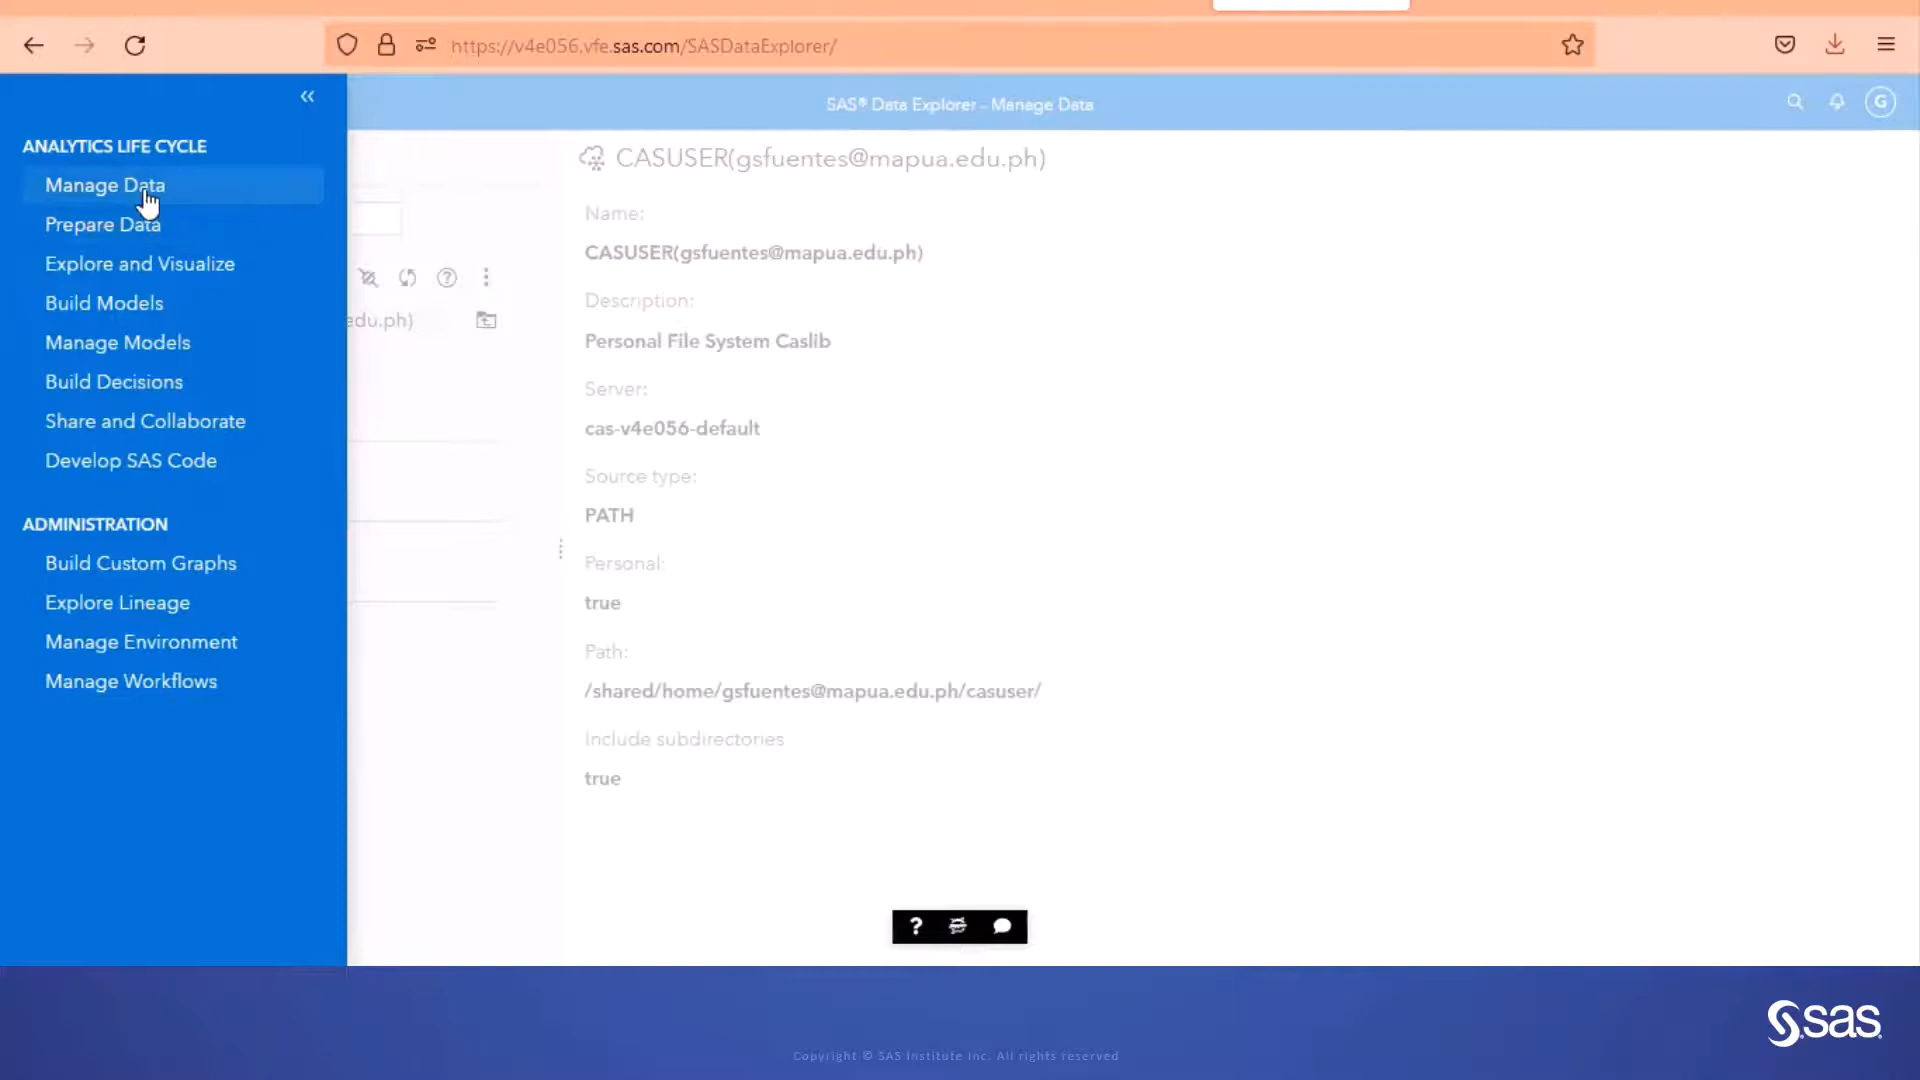 https://v4e056.vfe.sas.com/SASDataExplorer/
SAS® Data Explorer - Manage Data
G
ANALYTICS LIFE CYCLE
Manage Data
Prepare Data
Explore and Visualize
Build Models
Manage Models
Build Decisions
Share and Collaborate
Develop SAS Code
ADMINISTRATION
Build Custom Graphs
Explore Lineage
Manage Environment
Manage Workflows
edu.ph)
CASUSER(gsfuentes@mapua.edu.ph)
Name:
CASUSER(gsfuentes@mapua.edu.ph)
Description:
Personal File System Caslib
Server:
cas-v4e056-default
Source type:
PATH
Personal:
true
Path:
/shared/home/gsfuentes@mapua.edu.ph/casuser/
Include subdirectories
true
sas
Copyright © SAS Institute Inc. All rights reserved